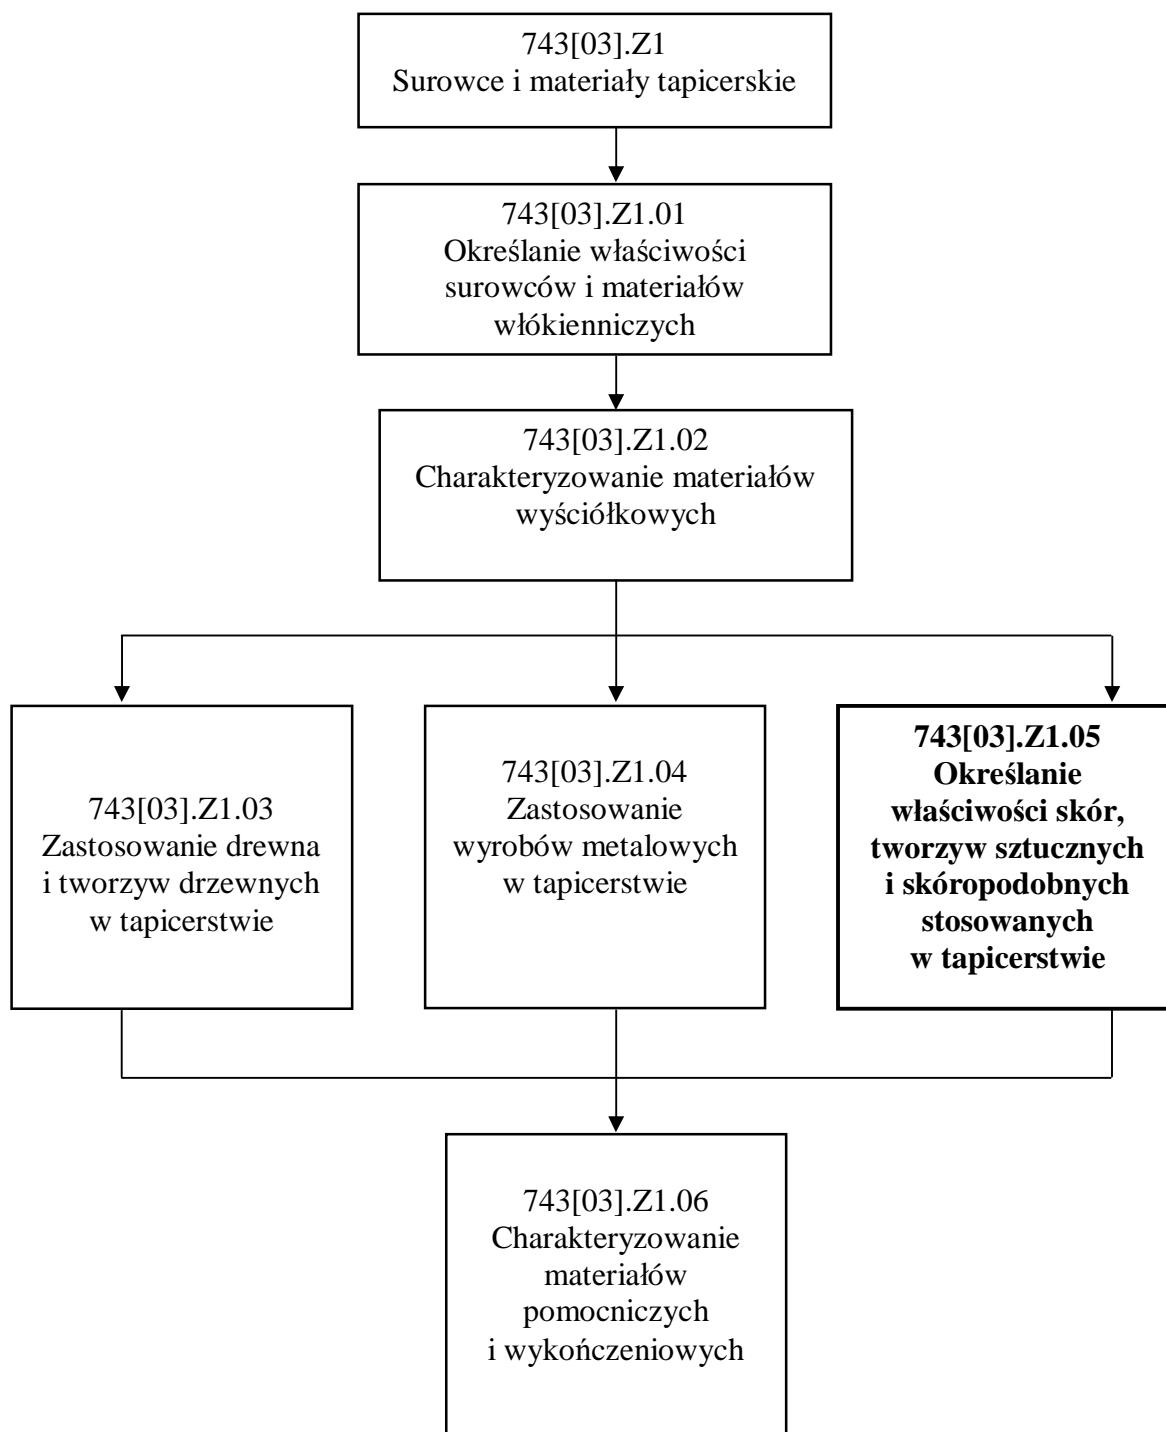 743[03].Z1
Surowce i materiały tapicerskie
743[03].Z1.01
Określanie właściwości
surowców i materiałów
włókienniczych
743[03].Z1.02
Charakteryzowanie materiałów
wyściółkowych
743[03].Z1.03
Zastosowanie drewna
i tworzyw drzewnych
w tapicerstwie
743[03].Z1.04
Zastosowanie
wyrobów metalowych
w tapicerstwie
743[03].Z1.05
Określanie
właściwości skór,
tworzyw sztucznych
i skóropodobnych
stosowanych
w tapicerstwie
743[03].Z1.06
Charakteryzowanie
materiałów
pomocniczych
i wykończeniowych